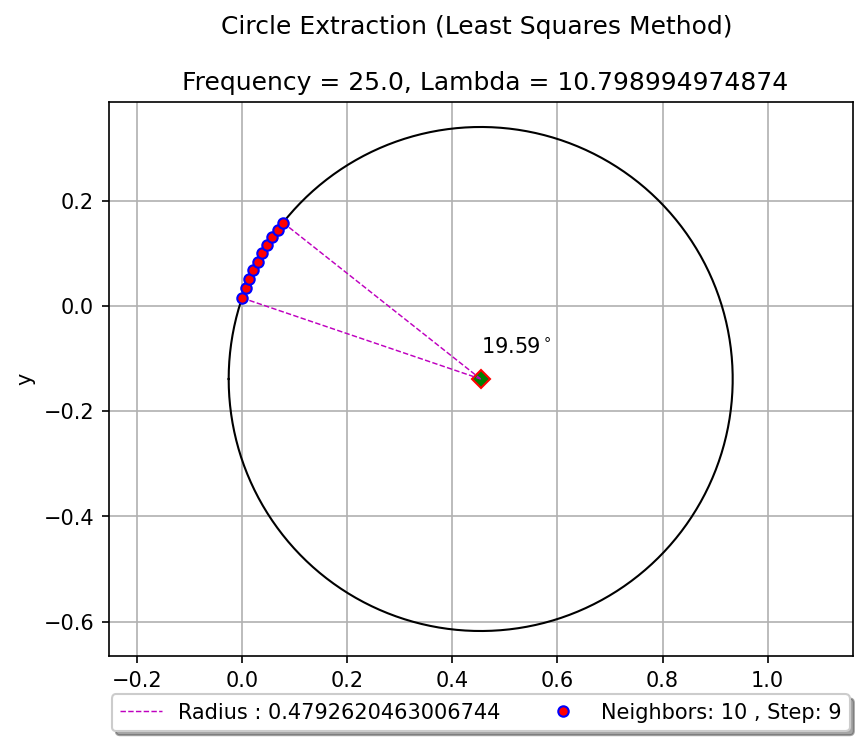 Circle Extraction (Least Squares Method)
Frequency = 25.0, Lambda = 10.798994974874
0.2
0.0
−0.2
−0.4
−0.6
y
19.59°
−0.2 0.0 0.2 0.4 0.6 0.8 1.0
Radius : 0.4792620463006744 Neighbors: 10 , Step: 9